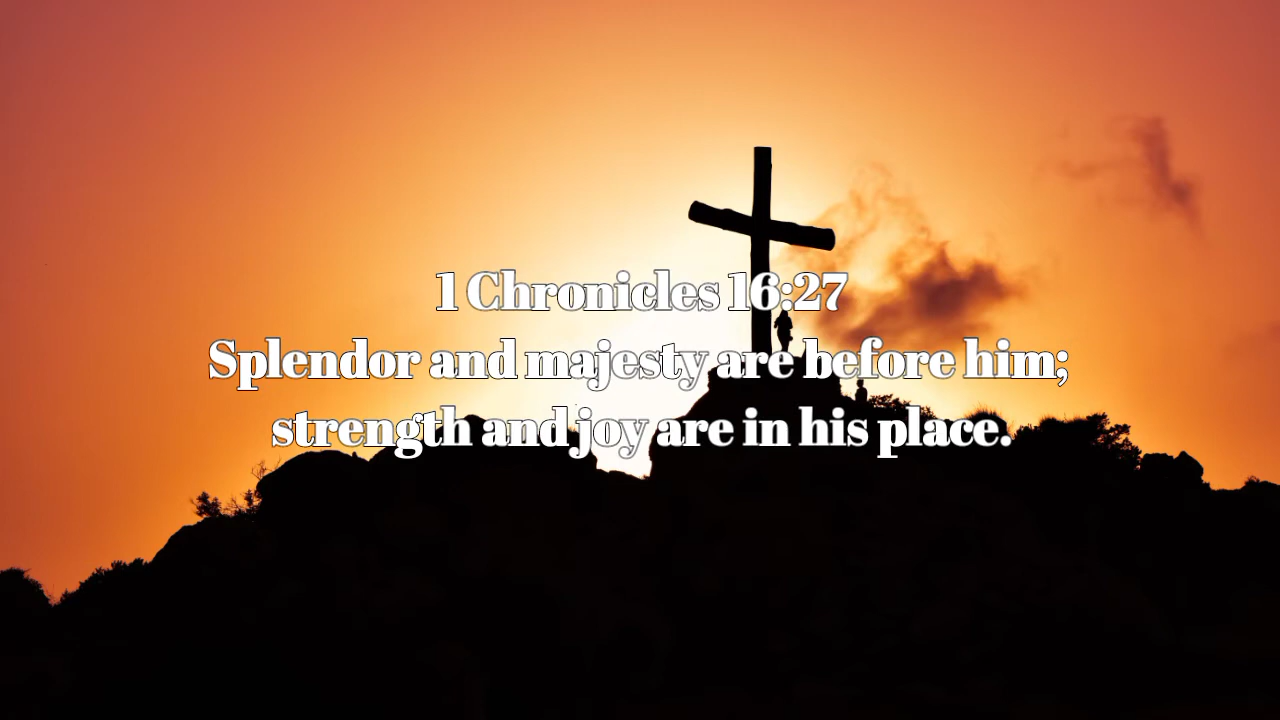 1 Chronicles 16:27
Splendor and majesty are before him;
strength and joy are in his place.